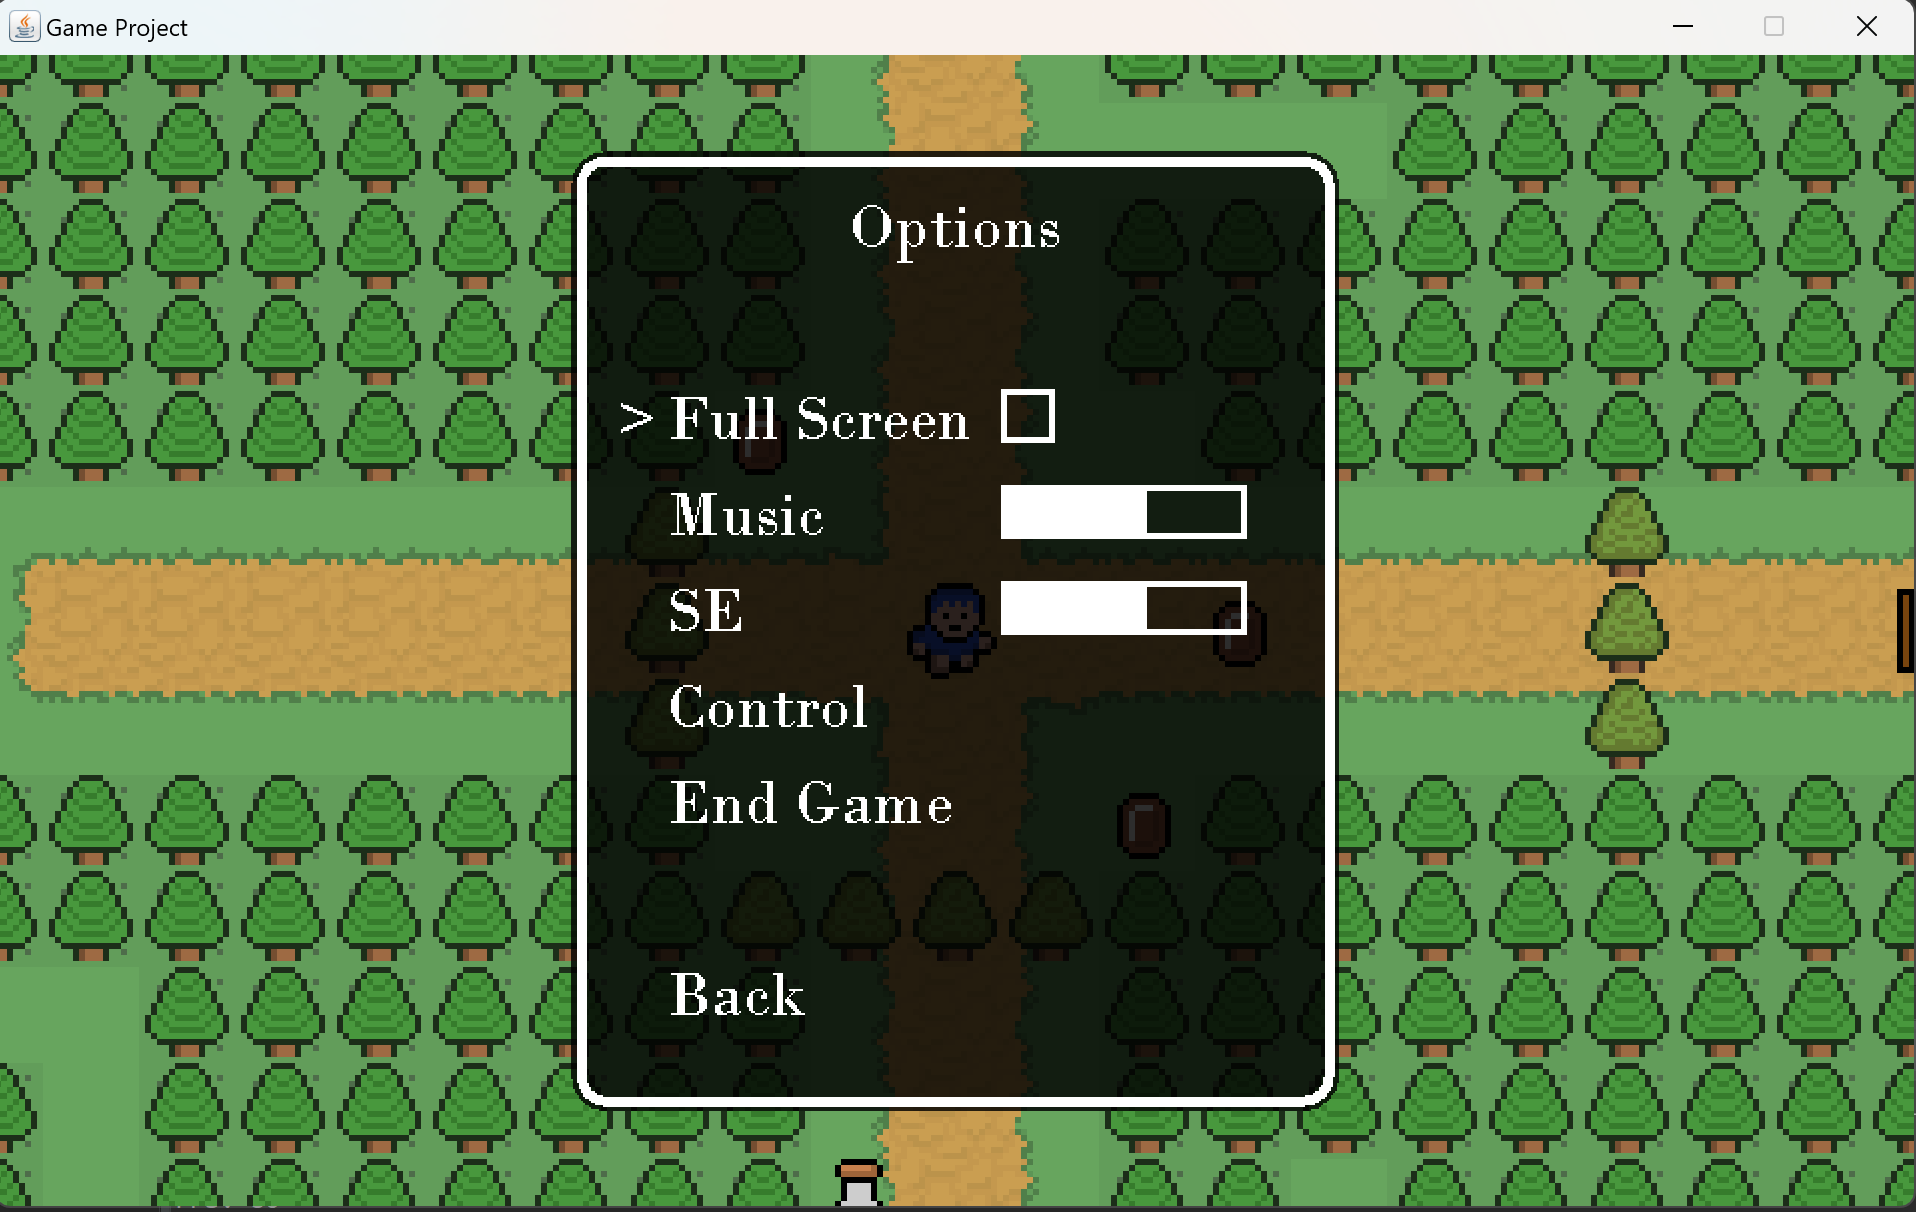 Game Project
Options
> Full Screen
Music
SE
Control
End Game
Back